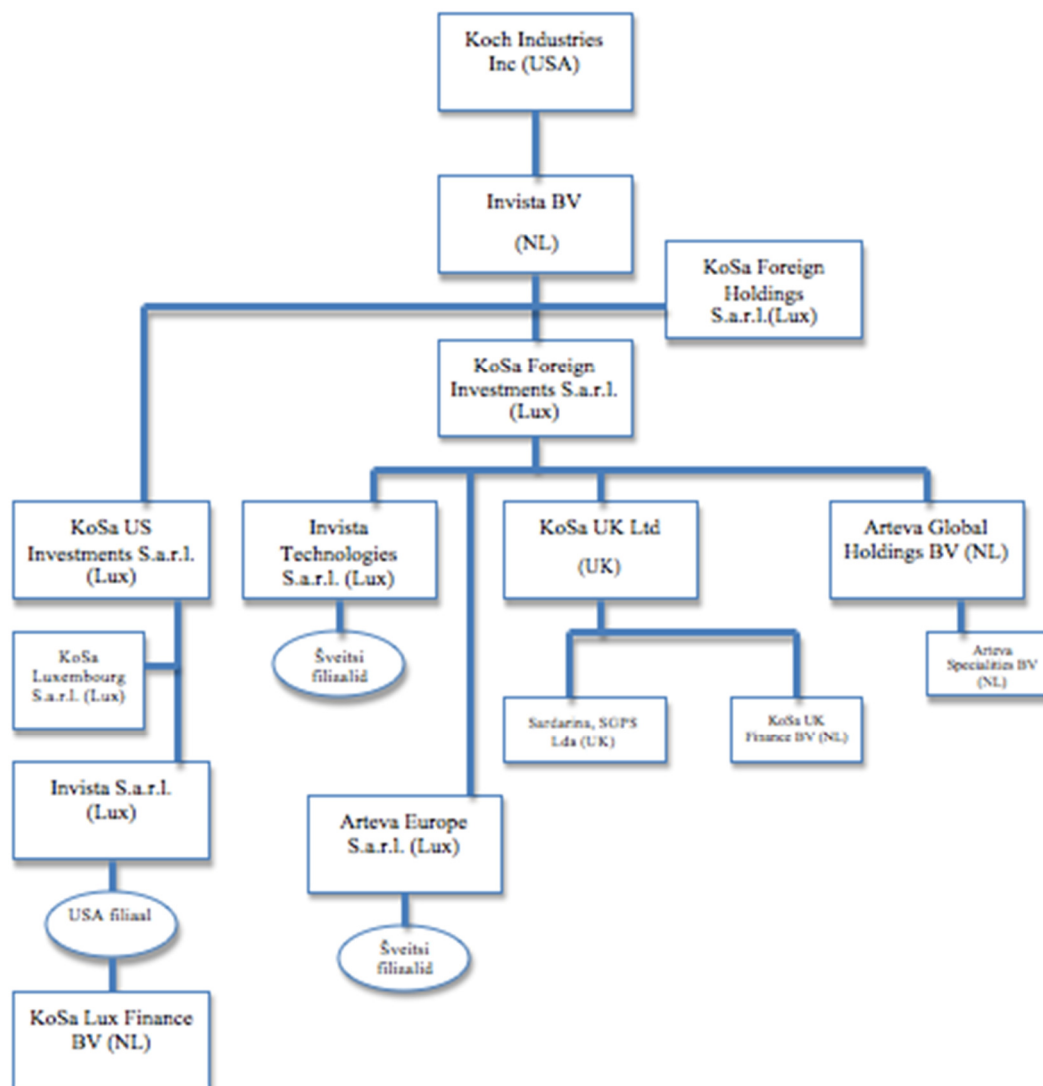 Koch Industries
Inc (USA)
Invista BV
(NL)
KoSa Foreign
Holdings
S.a.r.l.(Lux)
KoSa Foreign
Investments S.a.r.l.
(Lux)
KoSa US
Investments S.a.r.l.
(Lux)
Invista
Technologies
S.a.r.l. (Lux)
KoSa UK Ltd
(UK)
Arteva Global
Holdings BV (NL)
KoSa
Luxembourg
S.a.r.l. (Lux)
Šveitsi
filiaalid
Arteva
Specialities BV
(NL)
Sardarina, SGPS
Lda (UK)
KoSa UK
Finance BV (NL)
Invista S.a.r.l.
(Lux)
Arteva Europe
S.a.r.l. (Lux)
USA filiaal
Šveitsi
filiaalid
KoSa Lux Finance
BV (NL)